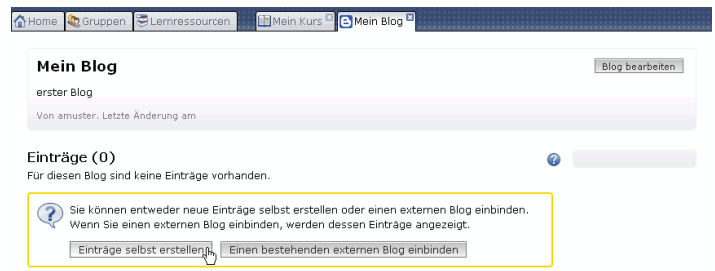 Home Gruppen Lernressourcen Mein Kurs Mein Blog
Mein Blog
Blog bearbeiten
erster Blog
Von amuster. Letzte Änderung am
Einträge (0)
Für diesen Blog sind keine Einträge vorhanden.
Sie können entweder neue Einträge selbst erstellen oder einen externen Blog einbinden.
Wenn Sie einen externen Blog einbinden, werden dessen Einträge angezeigt.
Einträge selbst erstellen Einen bestehenden externen Blog einbinden